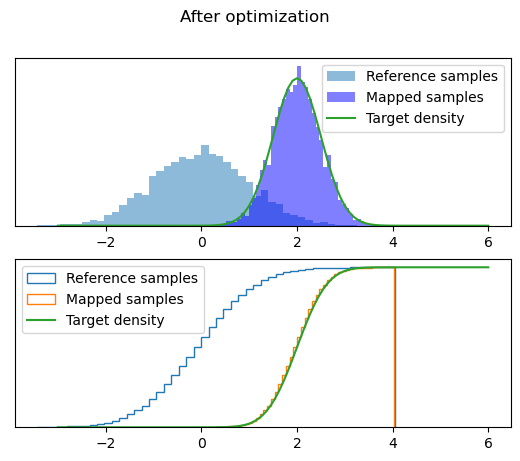 After optimization
Reference samples
Mapped samples
Target density
−2 0 2 4 6
Reference samples
Mapped samples
Target density
−2 0 2 4 6